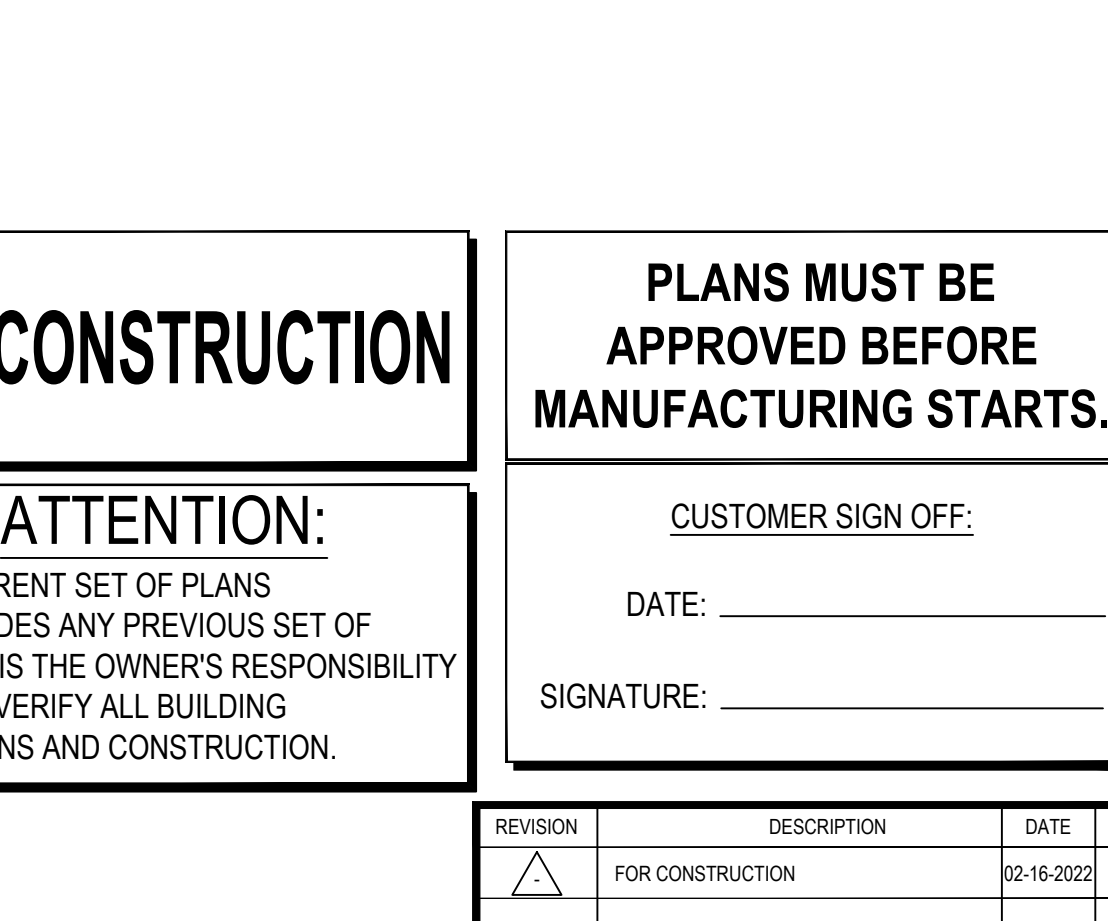 CONSTRUCTION
ATTENTION:
RENT SET OF PLANS
DES ANY PREVIOUS SET OF
IS THE OWNER'S RESPONSIBILITY
VERIFY ALL BUILDING
NS AND CONSTRUCTION.
PLANS MUST BE
APPROVED BEFORE
MANUFACTURING STARTS.
CUSTOMER SIGN OFF:
DATE:
SIGNATURE:
REVISION DESCRIPTION DATE
- FOR CONSTRUCTION 02-16-2022